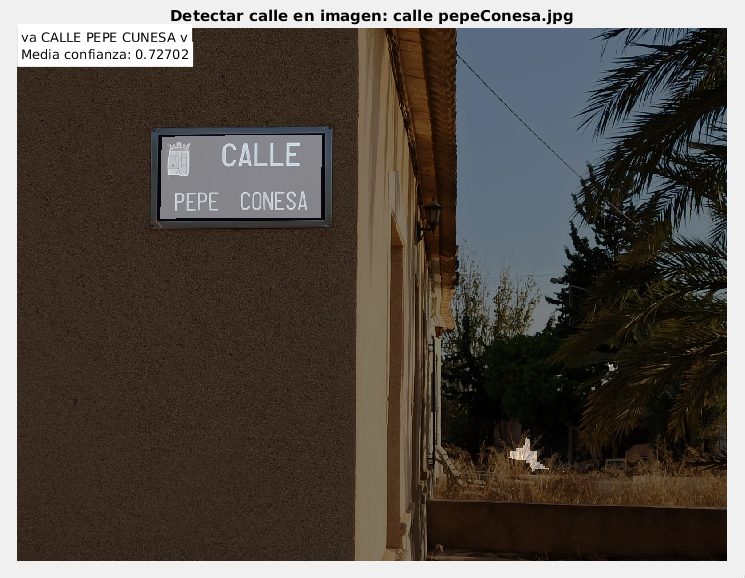 Detectar calle en imagen: calle pepeConesa.jpg
va CALLE PEPE CUNESA v
Media confianza: 0.72702
CALLE
PEPE CONESA